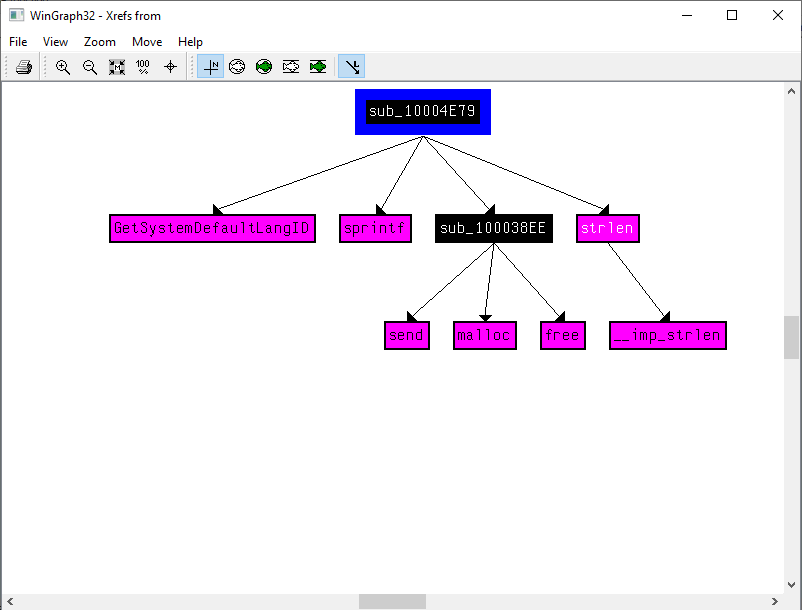 WinGraph32 - Xrefs from
File View Zoom Move Help
100
%
N
sub_10004E79
GetSystemDefaultLangID sprintf sub_100038EE strlen
send malloc free __imp_strlen